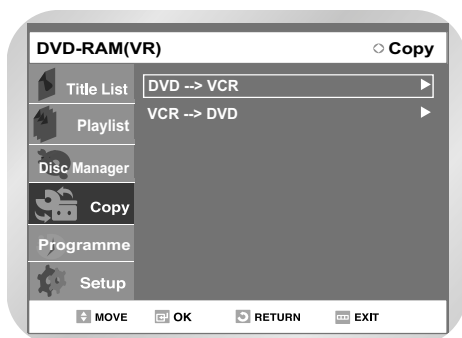 DVD-RAM(VR) Copy
Title List
DVD --> VCR
Playlist
VCR --> DVD
Disc Manager
Copy
Programme
Setup
MOVE OK RETURN EXIT